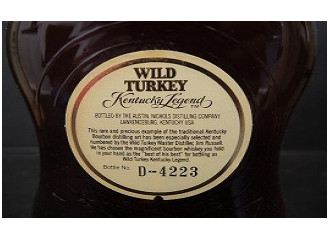 WILD
TURKEY
Kentucky Legend™
BOTTLED BY THE AUSTIN, NICHOLS DISTILLING COMPANY
LAWRENCEBURG, KENTUCKY USA
This rare and precious example of the traditional Kentucky
Bourbon distilling art has been especially selected and
numbered by the Wild Turkey Master Distiller, Jim Russell.
He has chosen the magnificent bourbon whiskey you hold
in your hand as the "best of his best" for bottling as
Wild Turkey Kentucky Legend.
Bottle No. D--4223